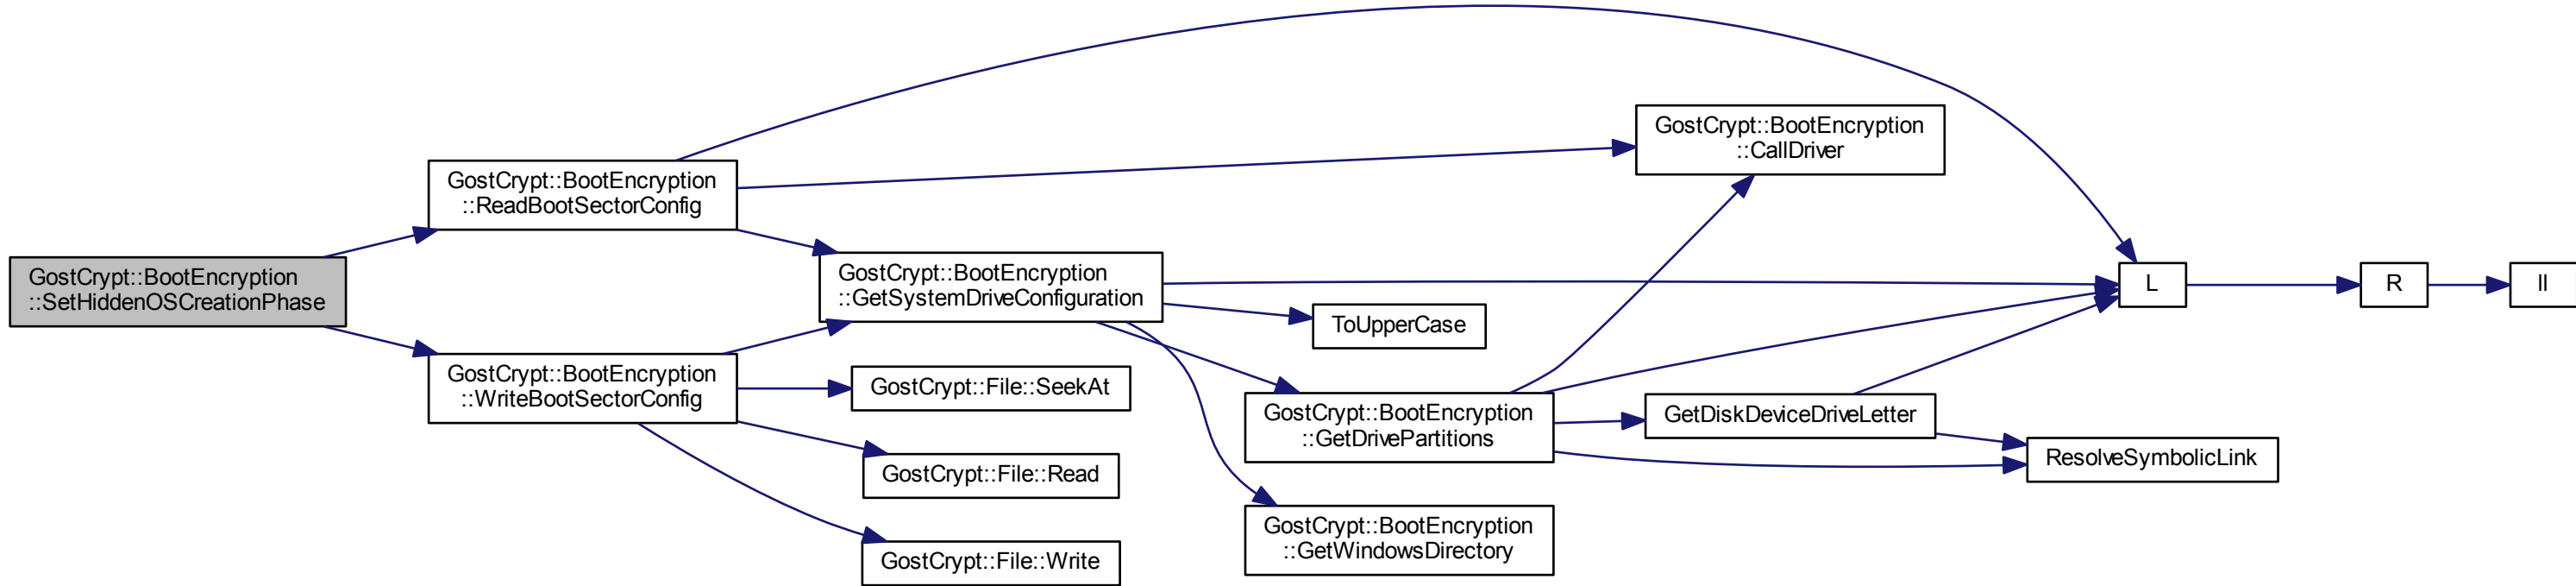 GostCrypt::BootEncryption
::SetHiddenOSCreationPhase
GostCrypt::BootEncryption
::ReadBootSectorConfig
GostCrypt::BootEncryption
::WriteBootSectorConfig
GostCrypt::BootEncryption
::GetSystemDriveConfiguration
GostCrypt::File::SeekAt
GostCrypt::File::Read
GostCrypt::File::Write
ToUpperCase
GostCrypt::BootEncryption
::GetDrivePartitions
GostCrypt::BootEncryption
::GetWindowsDirectory
GostCrypt::BootEncryption
::CallDriver
GetDiskDeviceDriveLetter
ResolveSymbolicLink
L
R
ll